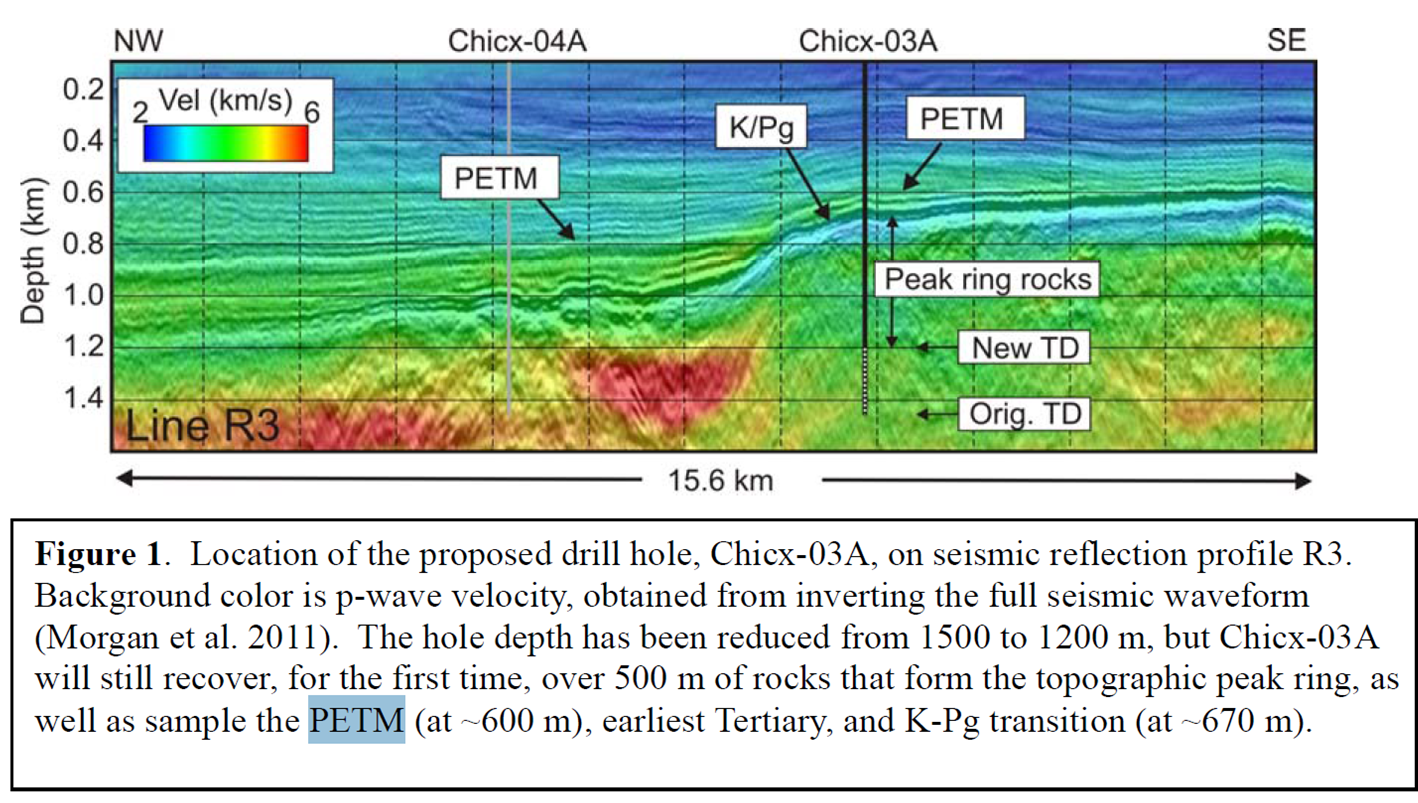 NW Chicx-04A Chicx-03A SE
Vel (km/s)
2 6
0.2
0.4
0.6
0.8
1.0
1.2
1.4
Depth (km)
K/Pg
PETM
PETM
Peak ring rocks
New TD
Orig. TD
Line R3
15.6 km
Figure 1. Location of the proposed drill hole, Chicx-03A, on seismic reflection profile R3.
Background color is p-wave velocity, obtained from inverting the full seismic waveform
(Morgan et al. 2011). The hole depth has been reduced from 1500 to 1200 m, but Chicx-03A
will still recover, for the first time, over 500 m of rocks that form the topographic peak ring, as
well as sample the PETM (at ~600 m), earliest Tertiary, and K-Pg transition (at ~670 m).